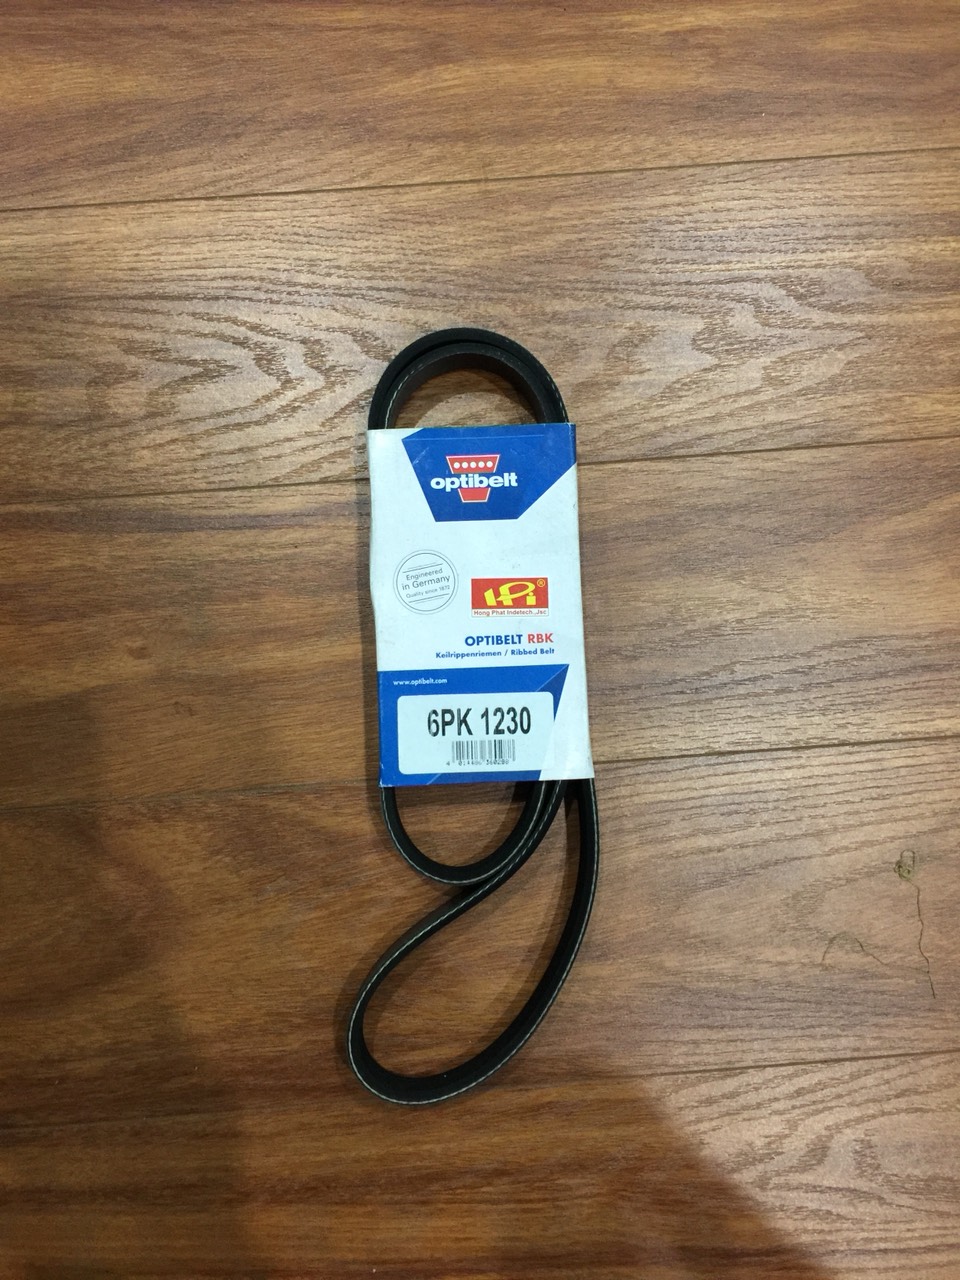 optibelt
Engineered
in Germany
Quality since 1872
HPi®
Hong Phat Indetech.,Jsc
OPTIBELT RBK
Keilrippenriemen / Ribbed Belt
www.optibelt.com
6PK 1230